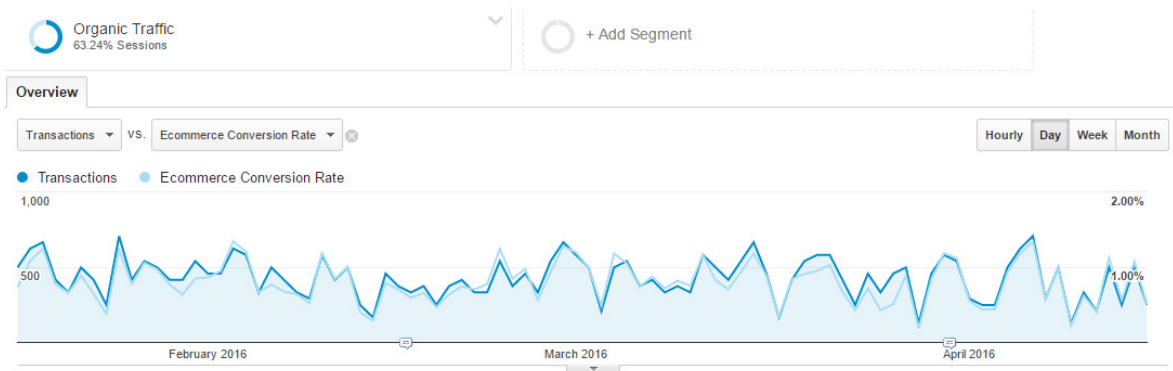 Organic Traffic
63.24% Sessions
+ Add Segment
Overview
Transactions VS. Ecommerce Conversion Rate
Hourly Day Week Month
Transactions Ecommerce Conversion Rate
1,000 2.00%
500 1.00%
February 2016 March 2016 April 2016